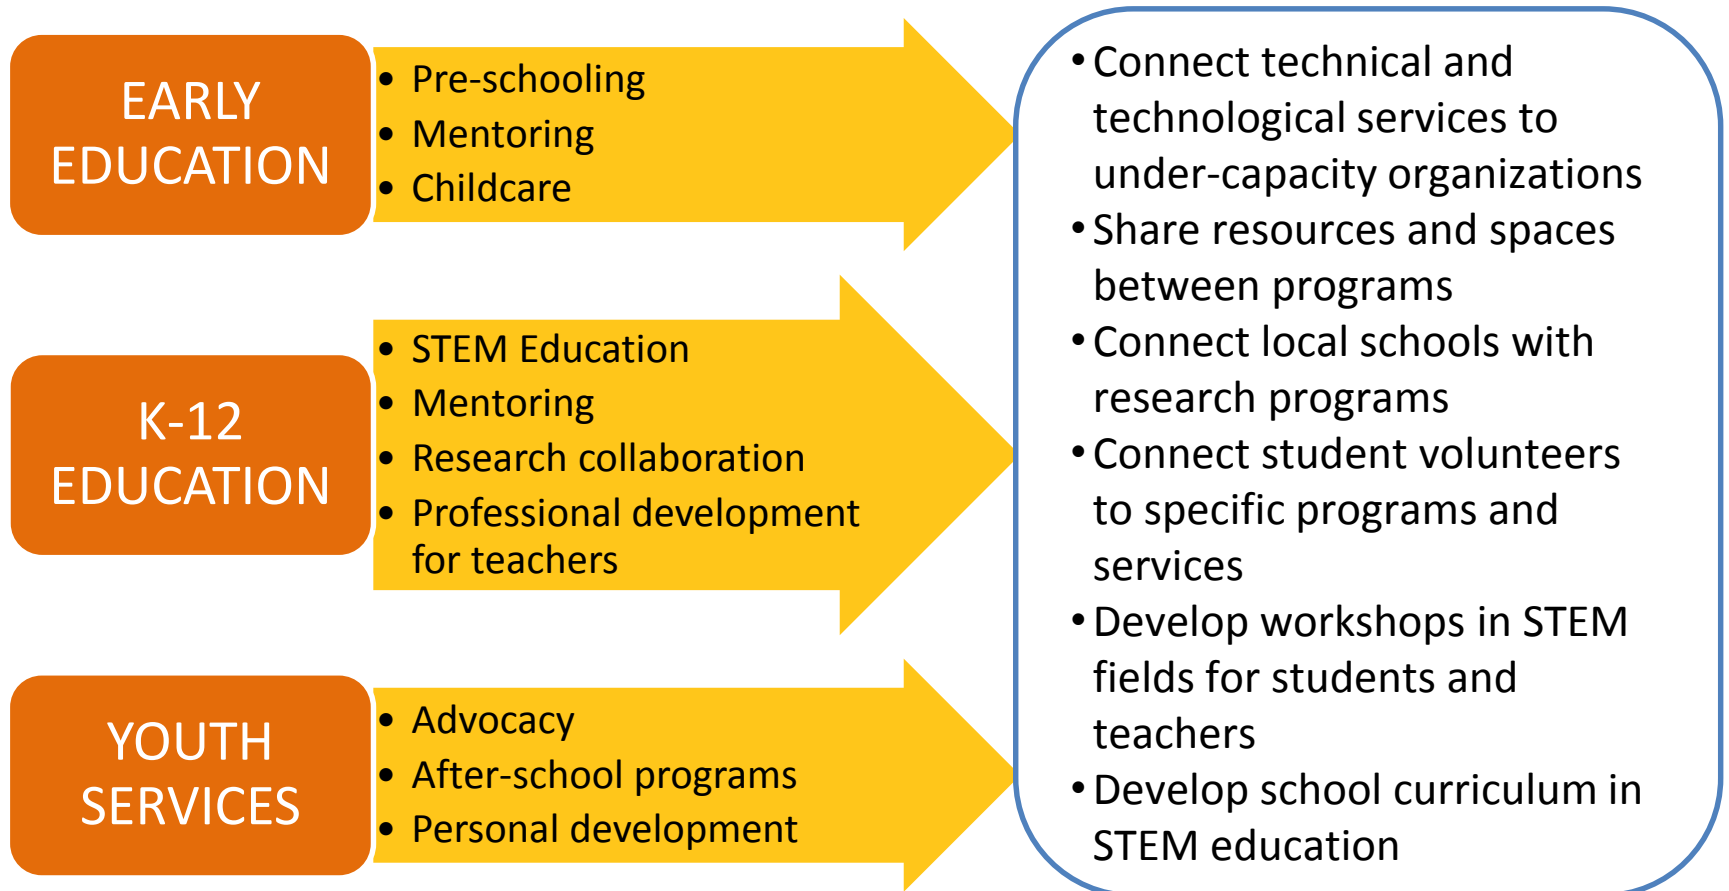 EARLY
EDUCATION
• Pre-schooling
• Mentoring
• Childcare
K-12
EDUCATION
• STEM Education
• Mentoring
• Research collaboration
• Professional development
for teachers
YOUTH
SERVICES
• Advocacy
• After-school programs
• Personal development
• Connect technical and
technological services to
under-capacity organizations
• Share resources and spaces
between programs
• Connect local schools with
research programs
• Connect student volunteers
to specific programs and
services
• Develop workshops in STEM
fields for students and
teachers
• Develop school curriculum in
STEM education